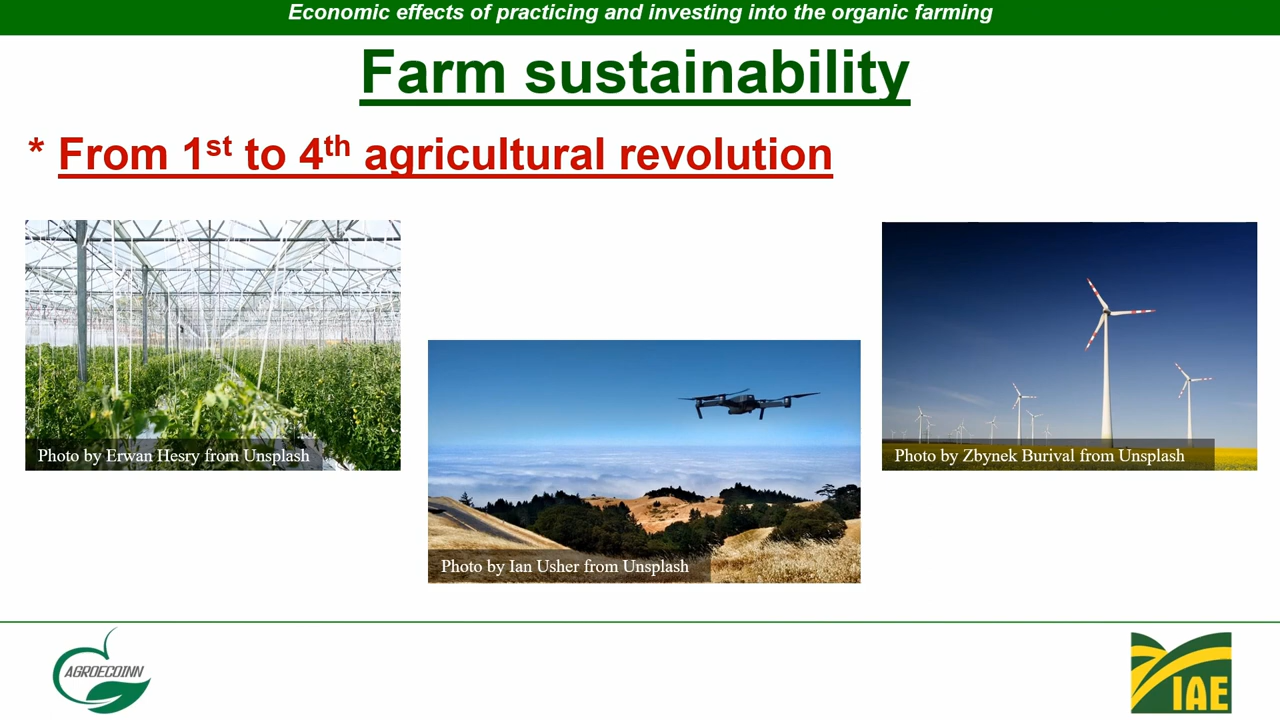 Economic effects of practicing and investing into the organic farming
Farm sustainability
* From 1st to 4th agricultural revolution
Photo by Erwan Hesry from Unsplash
Photo by Ian Usher from Unsplash
Photo by Zbynek Burival from Unsplash
AGROECOINN
IAE